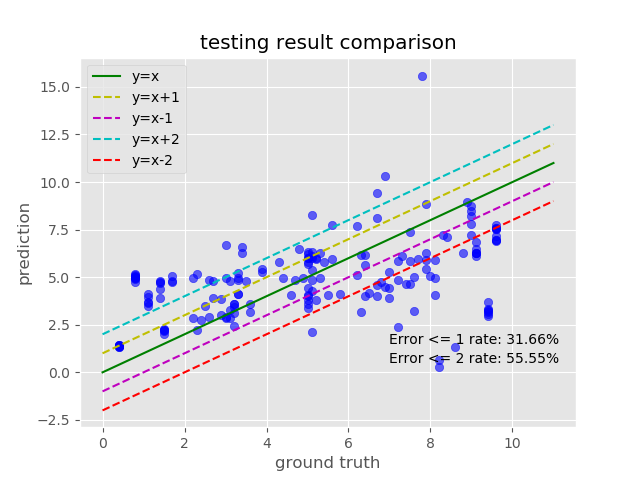 testing result comparison
y=x
y=x+1
y=x-1
y=x+2
y=x-2
15.0
12.5
10.0
7.5
5.0
2.5
0.0
−2.5
prediction
Error <= 1 rate: 31.66%
Error <= 2 rate: 55.55%
0 2 4 6 8 10
ground truth